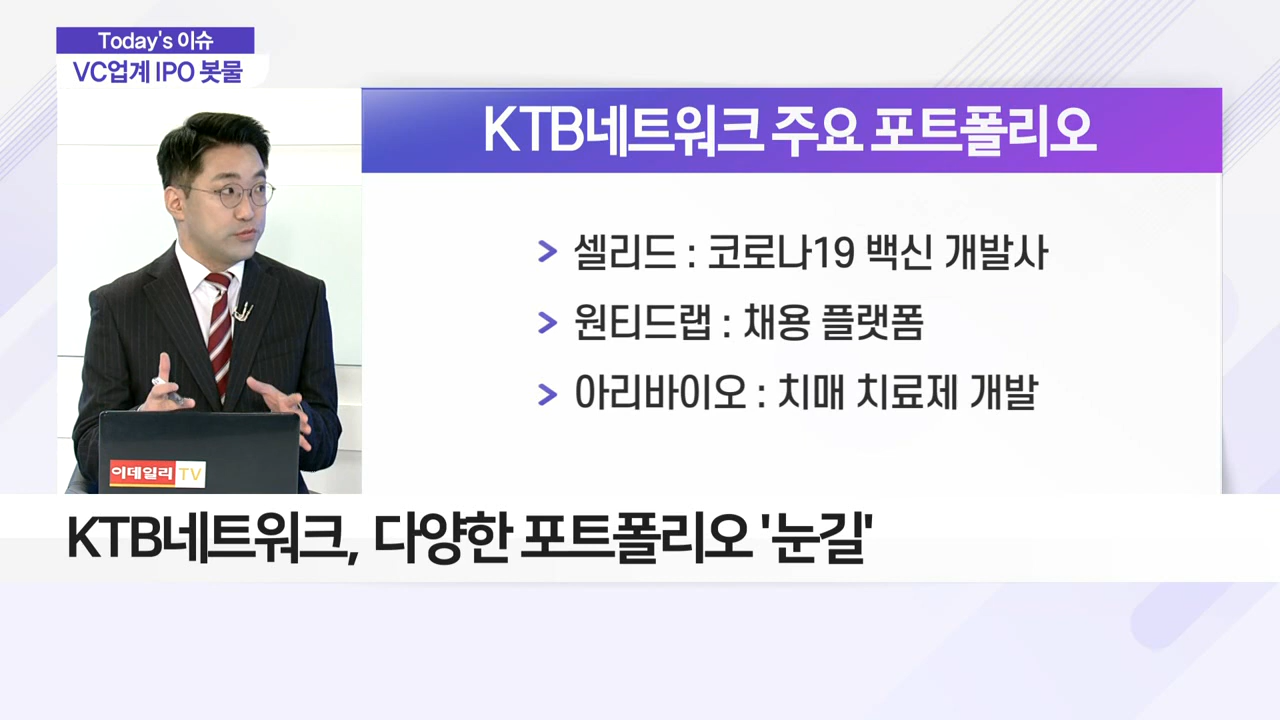 Today's 이슈
VC업계 IPO 봇물
KTB네트워크 주요 포트폴리오
> 셀리드 : 코로나19 백신 개발사
> 원티드랩 : 채용 플랫폼
> 아리바이오 : 치매 치료제 개발
이데일리 TV
KTB네트워크, 다양한 포트폴리오 '눈길'